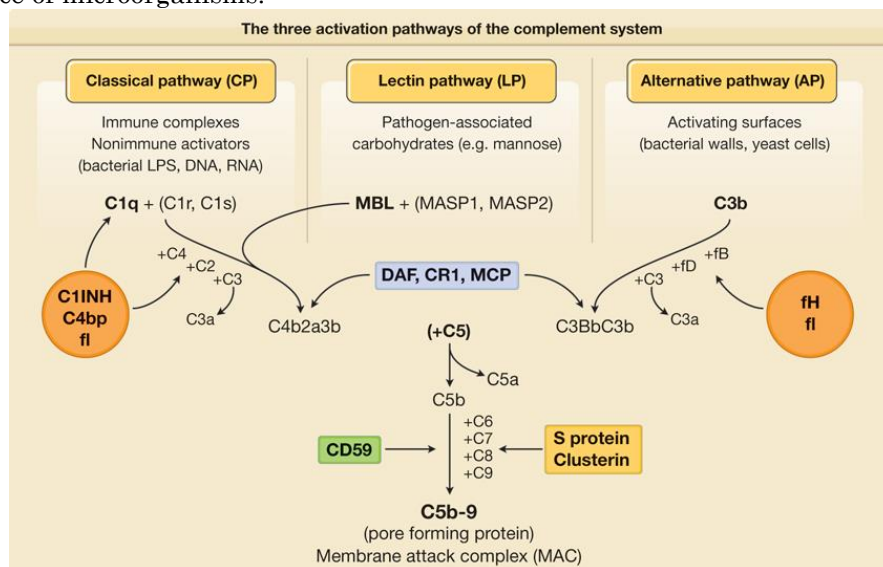 ce of microorganisms.
The three activation pathways of the complement system
Classical pathway (CP)
Immune complexes
Nonimmune activators
(bacterial LPS, DNA, RNA)
Lectin pathway (LP)
Pathogen-associated
carbohydrates (e.g. mannose)
Alternative pathway (AP)
Activating surfaces
(bacterial walls, yeast cells)
C1q + (C1r, C1s)
MBL + (MASP1, MASP2)
C3b
+C4
+C2
+C3
C3a
C4b2a3b
C1INH
C4bp
fI
DAF, CR1, MCP
+fB
+fD
+C3
C3a
C3BbC3b
fH
fI
(+C5)
C5a
C5b
+C6
+C7
+C8
+C9
CD59
S protein
Clusterin
C5b-9
(pore forming protein)
Membrane attack complex (MAC)